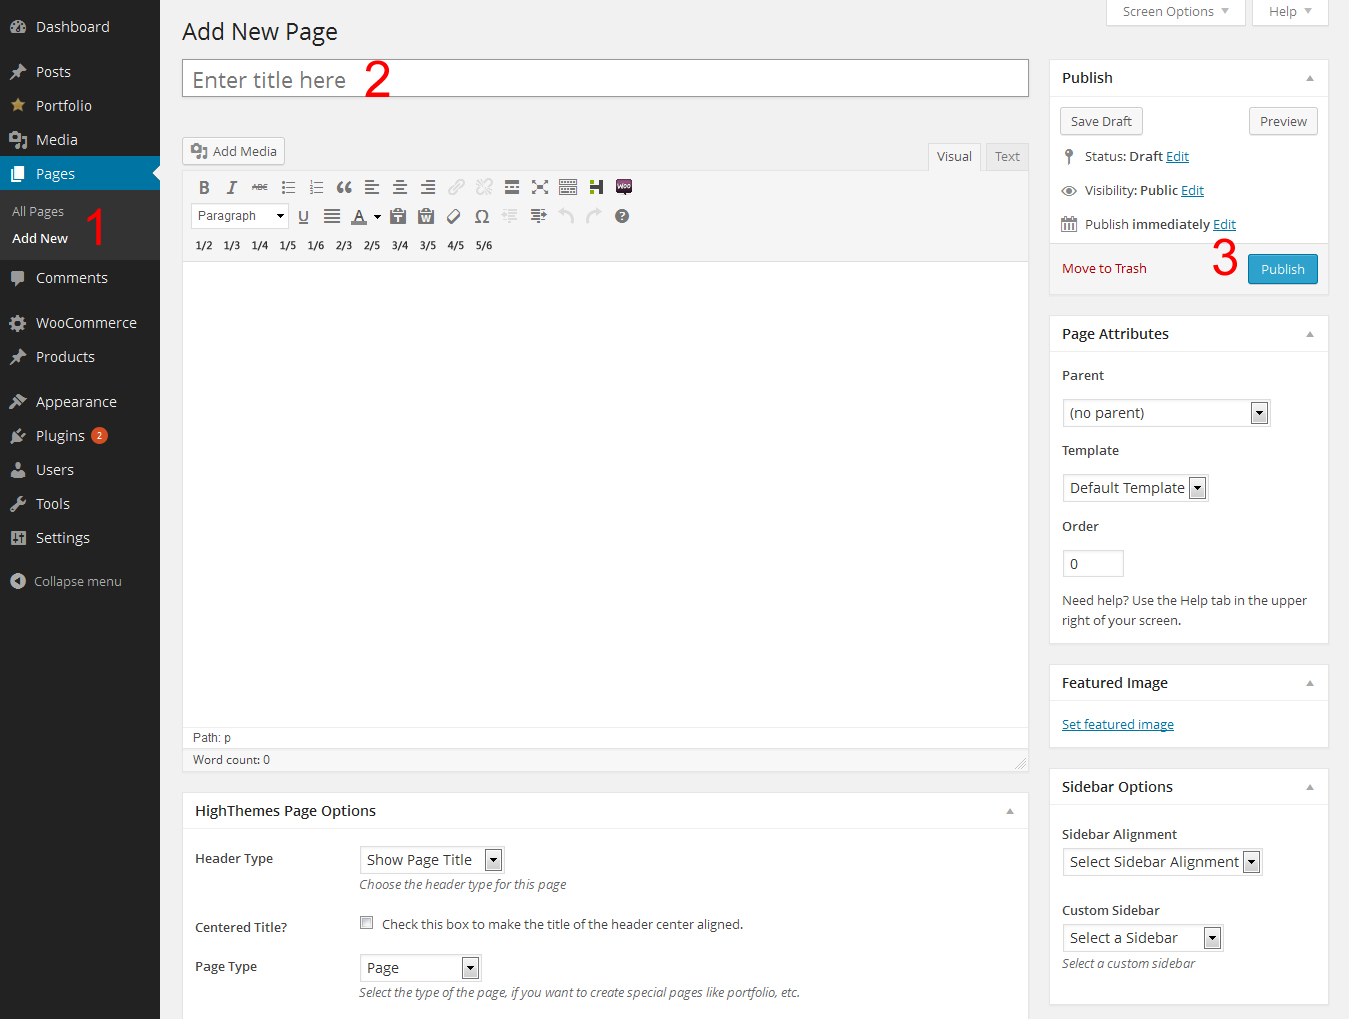 Dashboard
Posts
Portfolio
Media
Pages
All Pages
Add New
1
Comments
WooCommerce
Products
Appearance
Plugins 2
Users
Tools
Settings
Collapse menu
Screen Options
Help
Add New Page
Enter title here 2
Add Media
Visual
Text
B I ABC
Paragraph U A T W Ω ?
1/2 1/3 1/4 1/5 1/6 2/3 2/5 3/4 3/5 4/5 5/6
Path: p
Word count: 0
HighThemes Page Options
Header Type
Show Page Title
Choose the header type for this page
Centered Title?
Check this box to make the title of the header center aligned.
Page Type
Page
Select the type of the page, if you want to create special pages like portfolio, etc.
Publish
Save Draft
Preview
Status: Draft Edit
Visibility: Public Edit
Publish immediately Edit
Move to Trash
3
Publish
Page Attributes
Parent
(no parent)
Template
Default Template
Order
0
Need help? Use the Help tab in the upper
right of your screen.
Featured Image
Set featured image
Sidebar Options
Sidebar Alignment
Select Sidebar Alignment
Custom Sidebar
Select a Sidebar
Select a custom sidebar